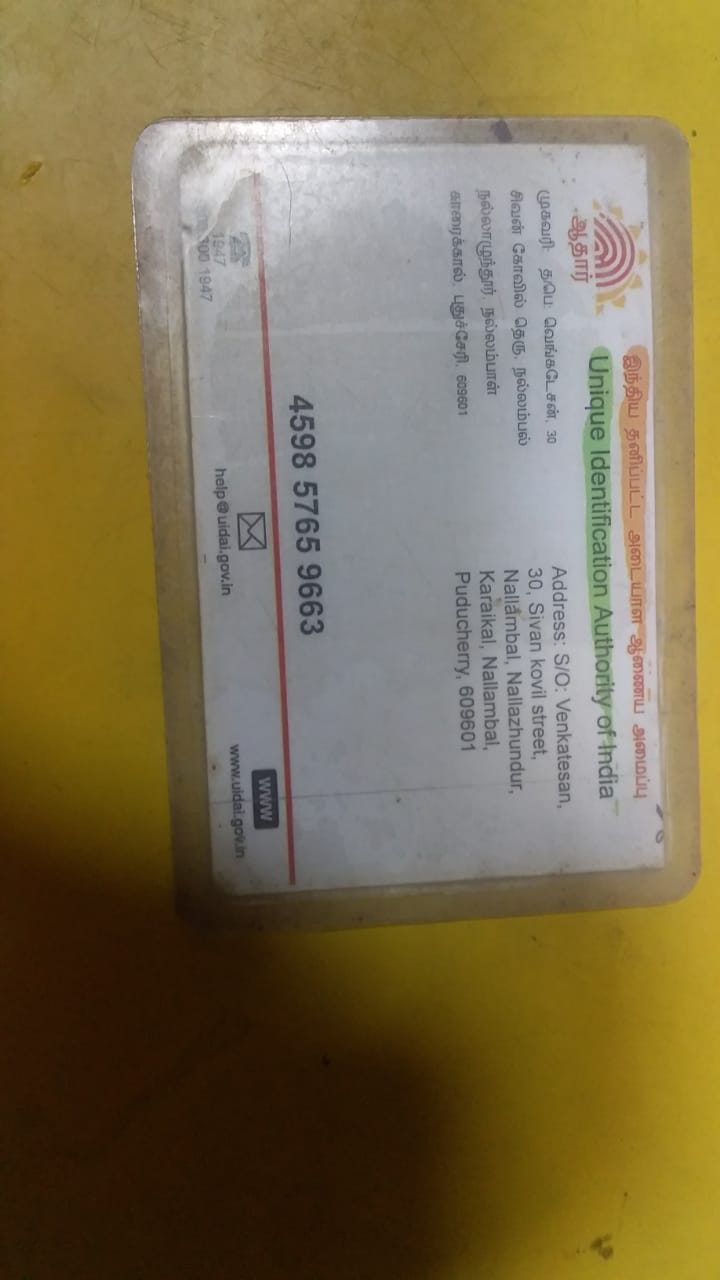 இந்திய தனிப்பட்ட அடையாள ஆணைய அமைப்பு
Unique Identification Authority of India
ஆதார்
முகவரி: த/பெ: வெங்கடேசன், 30
சிவன் கோவில் தெரு, நல்லம்பல்
நல்லாழுந்தூர், நல்லம்பாள்
காரைக்கால், புதுச்சேரி, 609601
Address: S/O: Venkatesan,
30, Sivan kovil street,
Nallambal, Nallazhundur,
Karaikal, Nallambal,
Puducherry, 609601
4598 5765 9663
1947
300 1947
help@uidai.gov.in
www
www.uidai.gov.in